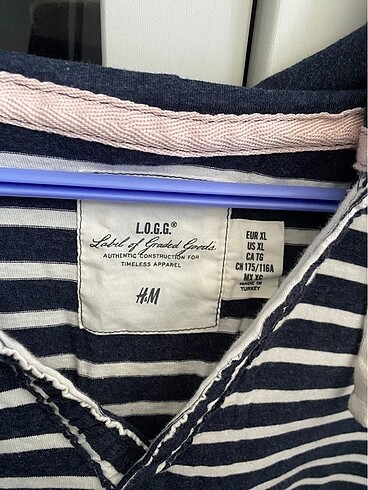 L.O.G.G.®
Label of Graded Goods
AUTHENTIC CONSTRUCTION FOR
TIMELESS APPAREL
H&M
EUR XL
US XL
CA TG
CH 175/116A
MX XG
MADE IN
TURKEY